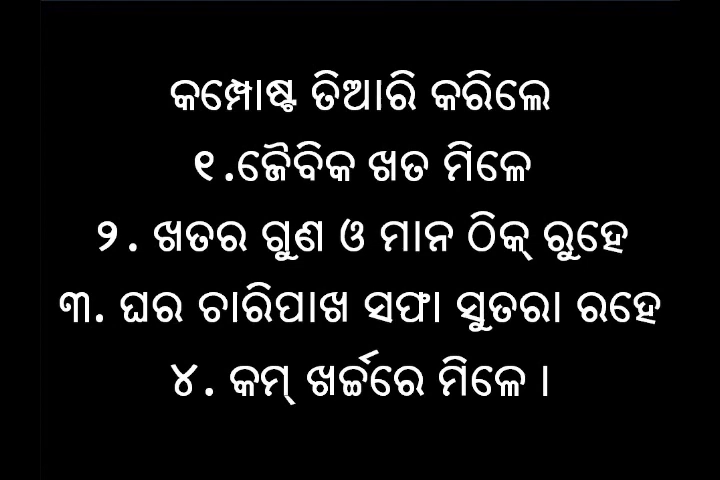 କମ୍ପୋଷ୍ଟ ତିଆରି କରିଲେ
୧.ଜୈବିକ ଖତ ମିଳେ
୨. ଖତର ଗୁଣ ଓ ମାନ ଠିକ୍ ରୁହେ
୩. ଘର ଚାରିପାଖ ସଫା ସୁତରା ରହେ
୪. କମ୍ ଖର୍ଚ୍ଚରେ ମିଳେ ।